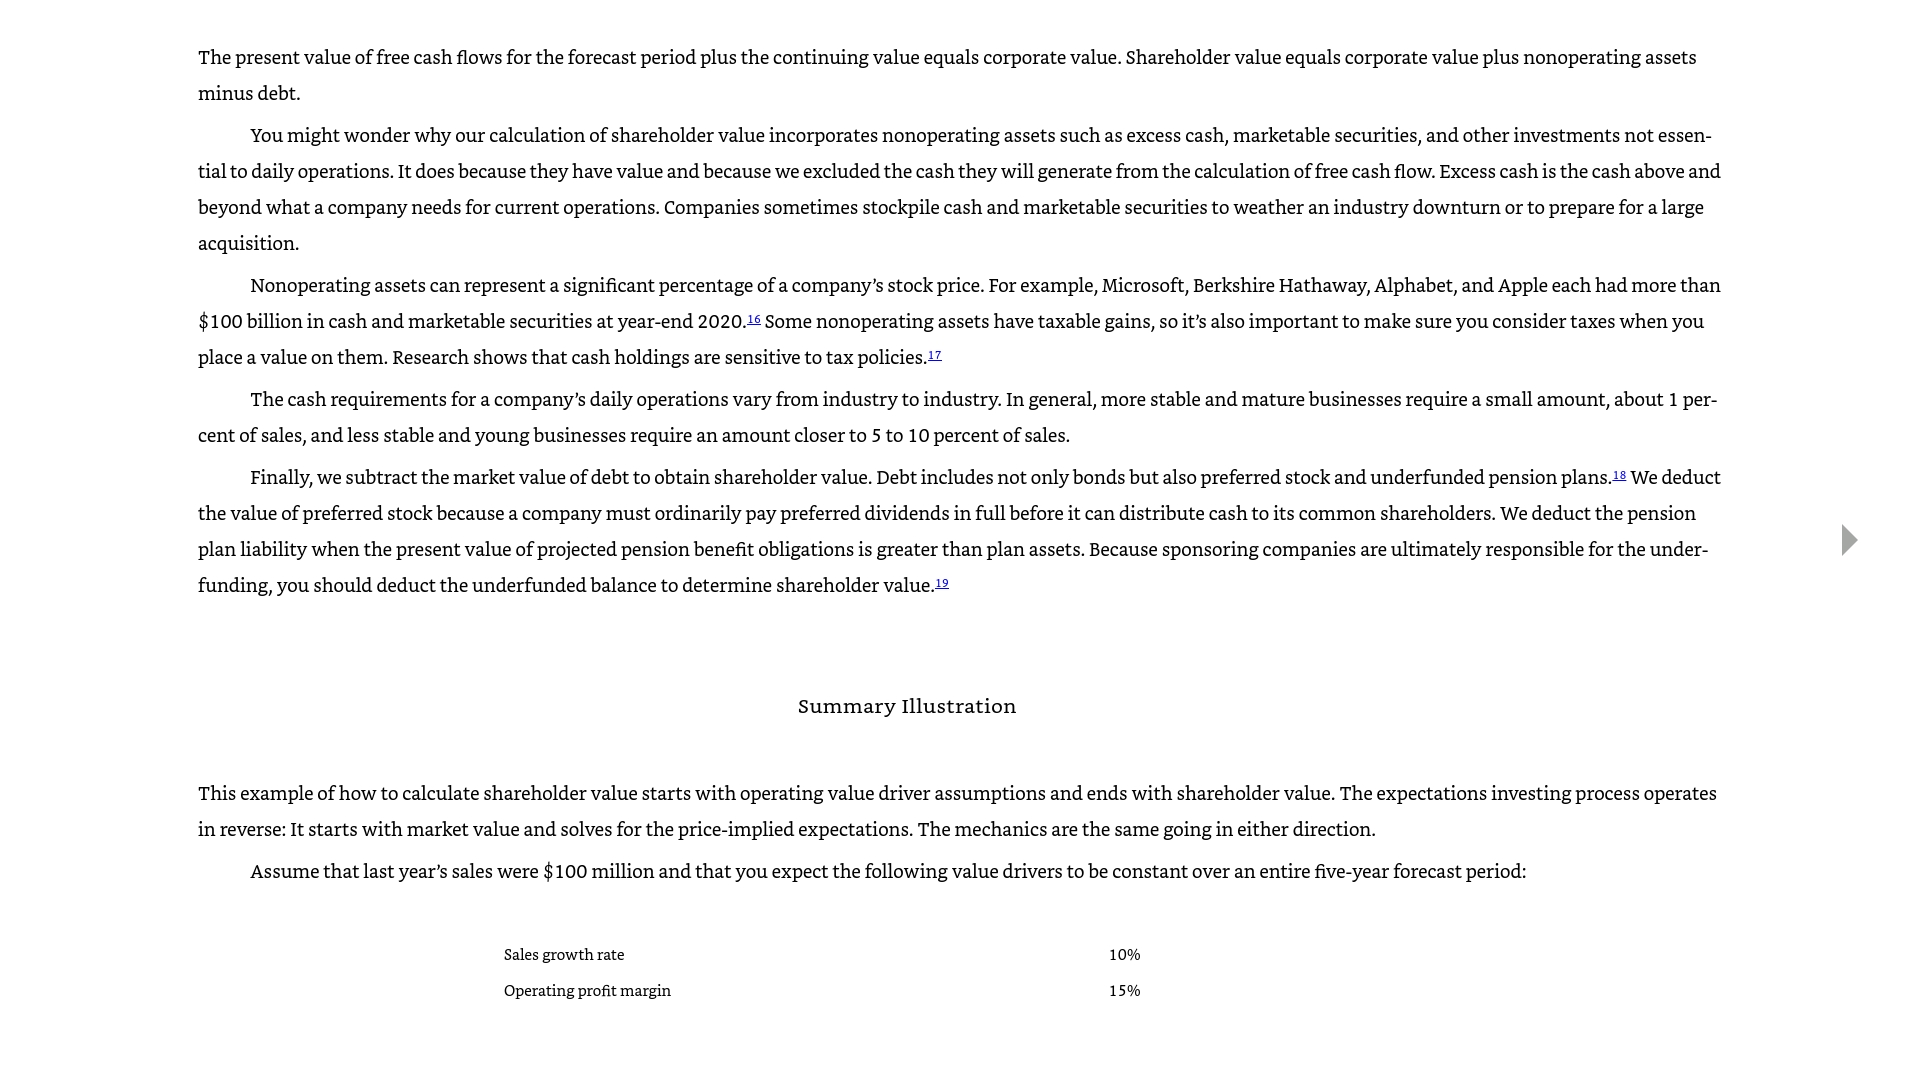 The present value of free cash flows for the forecast period plus the continuing value equals corporate value. Shareholder value equals corporate value plus nonoperating assets
minus debt.
You might wonder why our calculation of shareholder value incorporates nonoperating assets such as excess cash, marketable securities, and other investments not essen-
tial to daily operations. It does because they have value and because we excluded the cash they will generate from the calculation of free cash flow. Excess cash is the cash above and
beyond what a company needs for current operations. Companies sometimes stockpile cash and marketable securities to weather an industry downturn or to prepare for a large
acquisition.
Nonoperating assets can represent a significant percentage of a company’s stock price. For example, Microsoft, Berkshire Hathaway, Alphabet, and Apple each had more than
$100 billion in cash and marketable securities at year-end 2020.16 Some nonoperating assets have taxable gains, so it’s also important to make sure you consider taxes when you
place a value on them. Research shows that cash holdings are sensitive to tax policies.17
The cash requirements for a company’s daily operations vary from industry to industry. In general, more stable and mature businesses require a small amount, about 1 per-
cent of sales, and less stable and young businesses require an amount closer to 5 to 10 percent of sales.
Finally, we subtract the market value of debt to obtain shareholder value. Debt includes not only bonds but also preferred stock and underfunded pension plans.18 We deduct
the value of preferred stock because a company must ordinarily pay preferred dividends in full before it can distribute cash to its common shareholders. We deduct the pension
plan liability when the present value of projected pension benefit obligations is greater than plan assets. Because sponsoring companies are ultimately responsible for the under-
funding, you should deduct the underfunded balance to determine shareholder value.19
Summary Illustration
This example of how to calculate shareholder value starts with operating value driver assumptions and ends with shareholder value. The expectations investing process operates
in reverse: It starts with market value and solves for the price-implied expectations. The mechanics are the same going in either direction.
Assume that last year’s sales were $100 million and that you expect the following value drivers to be constant over an entire five-year forecast period:
Sales growth rate 10%
Operating profit margin 15%